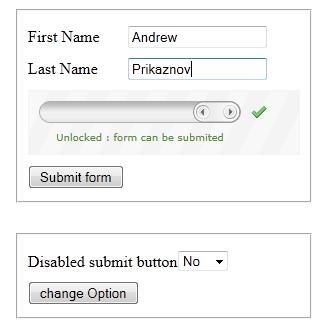 First Name Andrew
Last Name Prikaznov
Unlocked : form can be submited
Submit form
Disabled submit button No
change Option